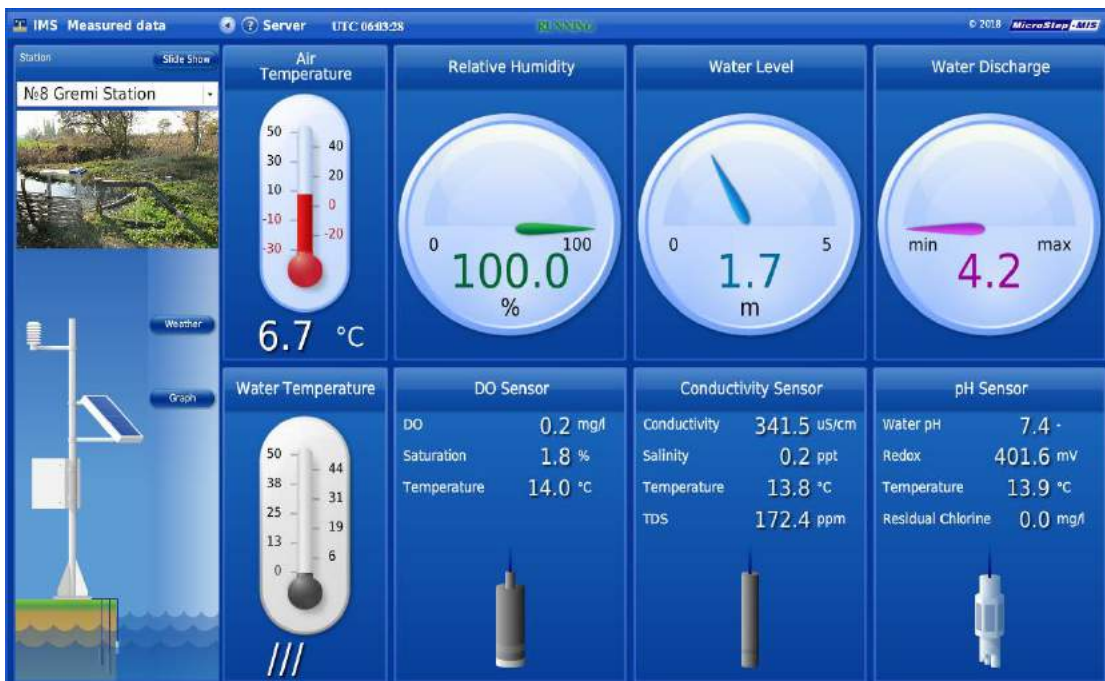 IMS Measured data
Server
UTC 06:03:28
RUNNING
© 2018 MicroStep-MIS
Station
Slide Show
№8 Gremi Station
Weather
Graph
Air
Temperature
50
40
30
20
10
0
-10
-20
-30
6.7 °C
Relative Humidity
0
100
100.0
%
Water Level
0
5
1.7
m
Water Discharge
min
max
4.2
Water Temperature
50
44
38
31
25
19
13
6
0
///
DO Sensor
DO 0.2 mg/l
Saturation 1.8 %
Temperature 14.0 °C
Conductivity Sensor
Conductivity 341.5 uS/cm
Salinity 0.2 ppt
Temperature 13.8 °C
TDS 172.4 ppm
pH Sensor
Water pH 7.4 -
Redox 401.6 mV
Temperature 13.9 °C
Residual Chlorine 0.0 mg/l